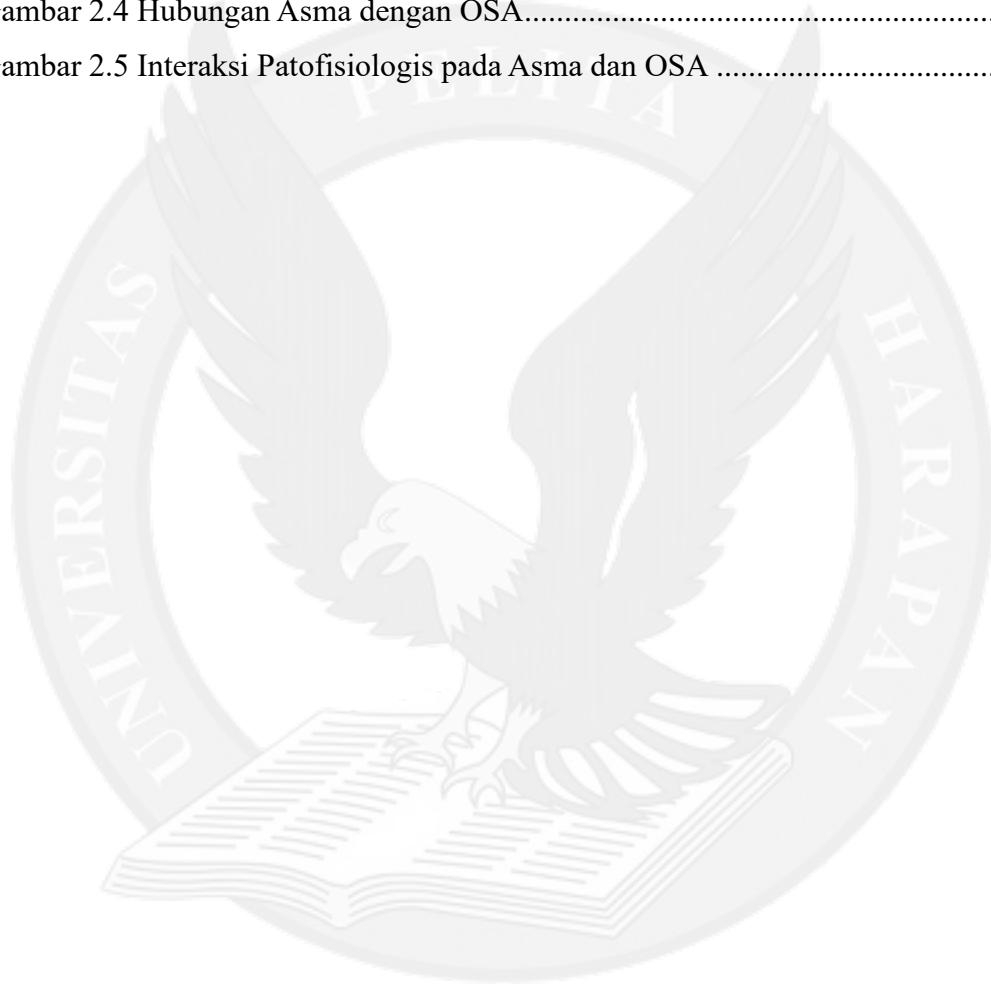 ambar 2.4 Hubungan Asma dengan OSA..........................................................
ambar 2.5 Interaksi Patofisiologis pada Asma dan OSA ..................................
UNIVERSITAS PELITA HARAPAN